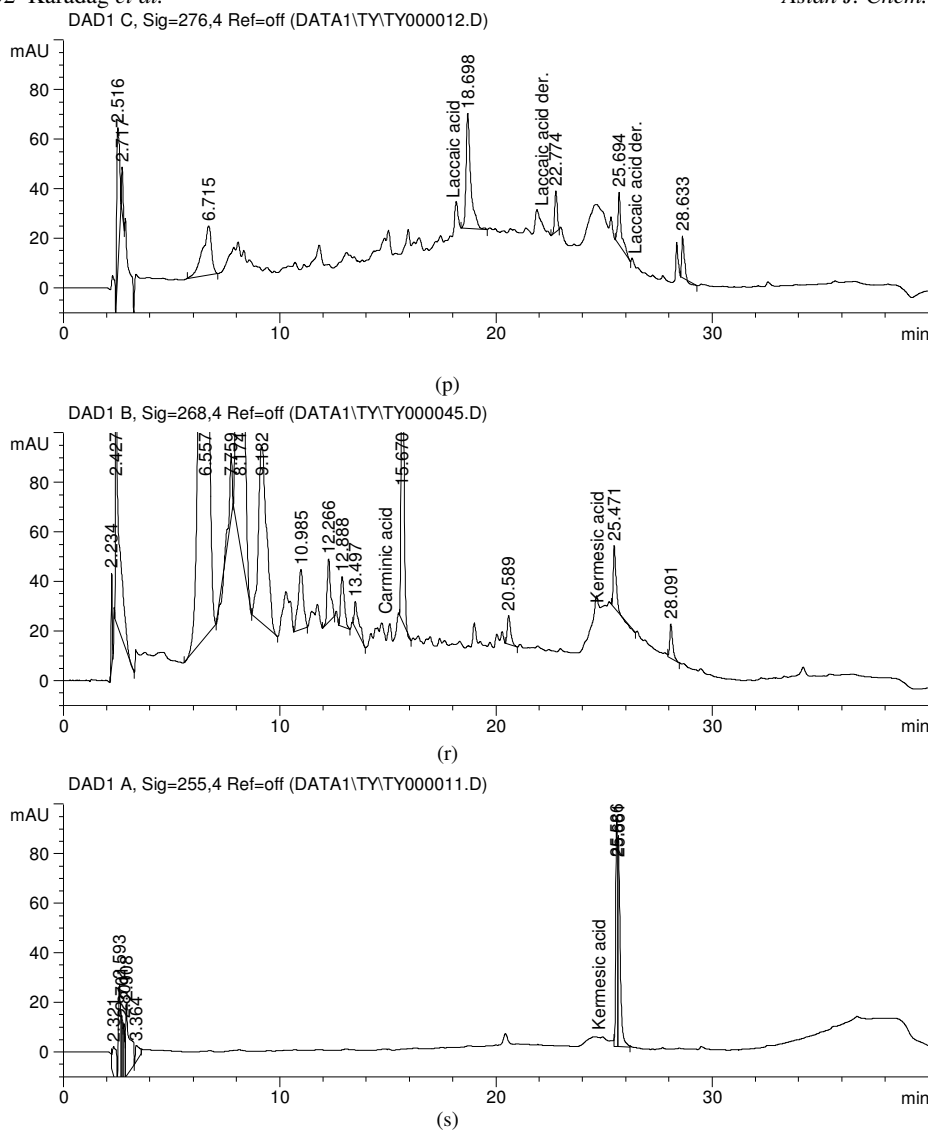 Karadag et al.
Asian J. Chem.
DAD1 C, Sig=276,4 Ref=off (DATA1\TY\TY000012.D)
mAU
80
60
40
20
0
2.516
2.717
6.715
Laccaic acid
18.698
Laccaic acid der.
22.774
25.694
Laccaic acid der.
28.633
0 10 20 30 min
(p)
DAD1 B, Sig=268,4 Ref=off (DATA1\TY\TY000045.D)
mAU
80
60
40
20
0
2.234
2.427
6.557
7.759
8.174
9.182
10.985
12.266
12.888
13.497
Carminic acid
15.670
20.589
Kermesic acid
25.471
28.091
0 10 20 30 min
(r)
DAD1 A, Sig=255,4 Ref=off (DATA1\TY\TY000011.D)
mAU
80
60
40
20
0
2.321
2.593
2.908
3.364
Kermesic acid
0 10 20 30 min
(s)